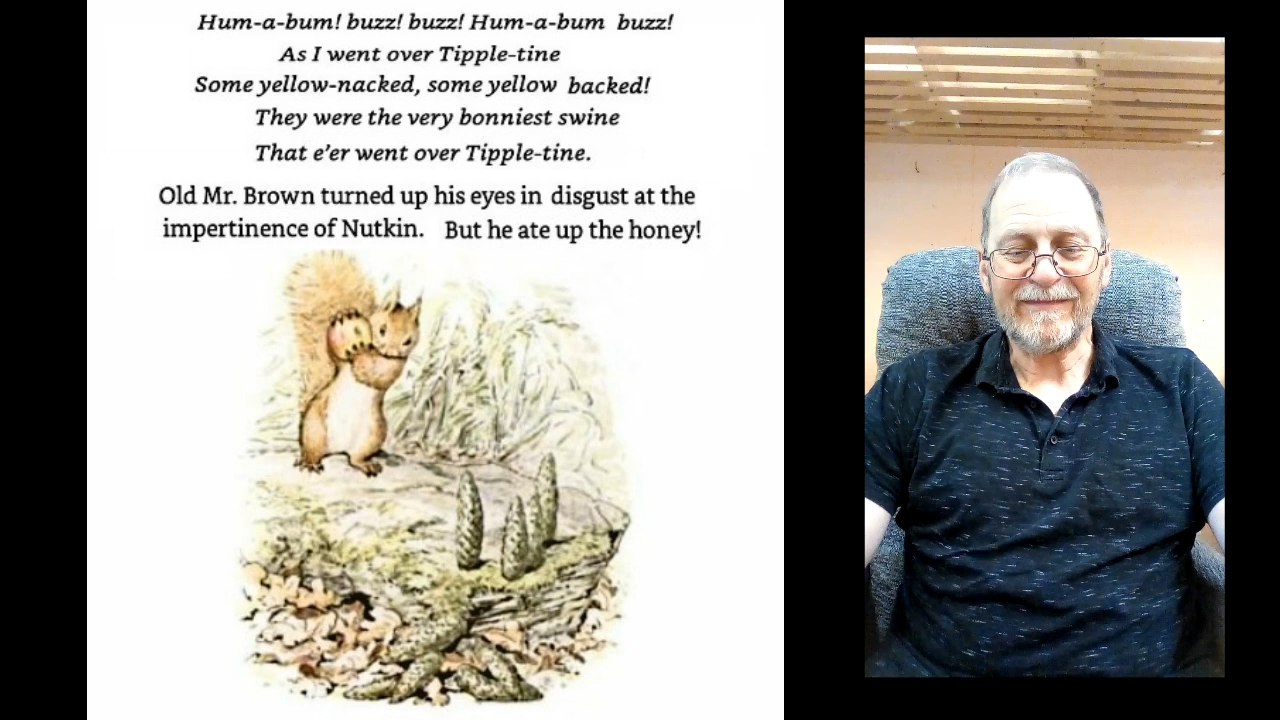 Hum-a-bum! buzz! buzz! Hum-a-bum buzz!
As I went over Tipple-tine
Some yellow-nacked, some yellow backed!
They were the very bonniest swine
That e’er went over Tipple-tine.
Old Mr. Brown turned up his eyes in disgust at the
impertinence of Nutkin. But he ate up the honey!